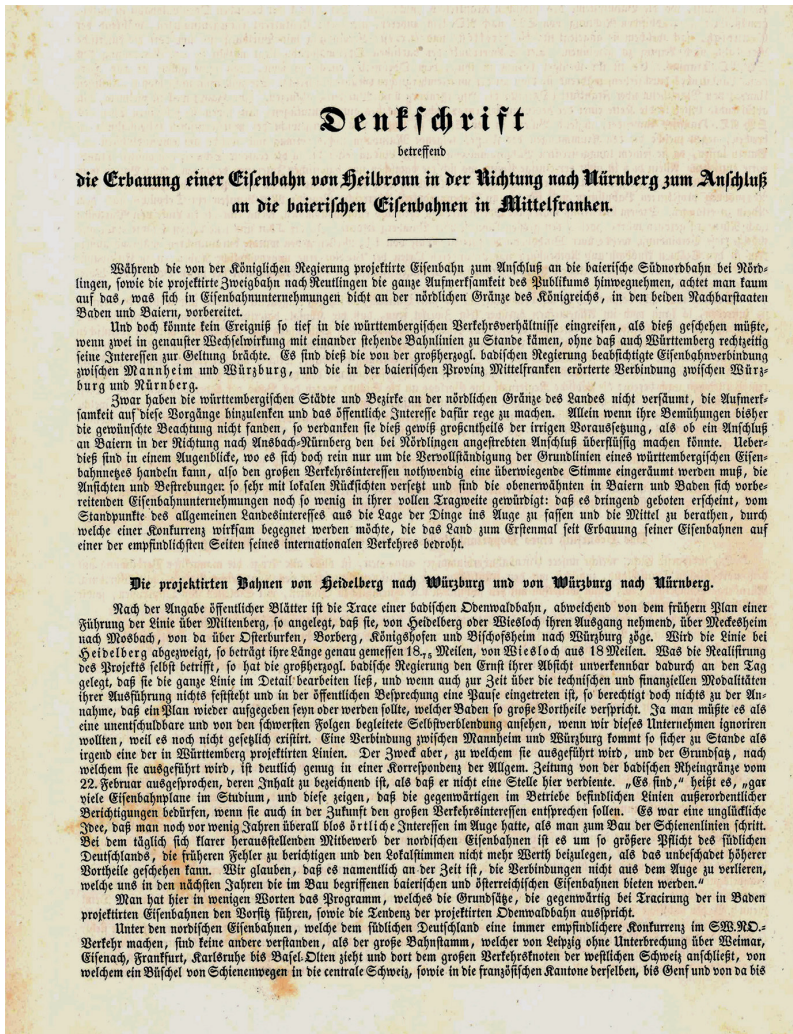 Denkschrift
betreffend
die Erbauung einer Eisenbahn von Heilbronn in der Richtung nach Nürnberg zum Anschluß
an die baierischen Eisenbahnen in Mittelfranken.
Während die von der Königlichen Regierung projektirte Eisenbahn zum Anschluß an die baierische Südnordbahn bei Nörd-
lingen, sowie die projektirte Zweigbahn nach Reutlingen die ganze Aufmerksamkeit des Publikums hinwegnehmen, achtet man kaum
auf das, was sich in Eisenbahnunternehmungen dicht an der nördlichen Gränze des Königreichs, in den beiden Nachbarstaaten
Baden und Baiern, vorbereitet.
Und doch könnte kein Ereigniß so tief in die württembergischen Verkehrsverhältnisse eingreifen, als dieß geschehen müßte,
wenn zwei in genauster Wechselwirkung mit einander stehende Bahnlinien zu Stande kämen, ohne daß auch Württemberg rechtzeitig
seine Interessen zur Geltung brächte. Es sind dieß die von der großherzogl. badischen Regierung beabsichtigte Eisenbahnverbindung
zwischen Mannheim und Würzburg, und die in der baierischen Provinz Mittelfranken erörterte Verbindung zwischen Würz-
burg und Nürnberg.
Zwar haben die württembergischen Städte und Bezirke an der nördlichen Gränze des Landes nicht versäumt, die Aufmerk-
samkeit auf diese Vorgänge hinzulenken und das öffentliche Interesse dafür rege zu machen. Allein wenn ihre Bemühungen bisher
die gewünschte Beachtung nicht fanden, so verdanken sie dieß gewiß großentheils der irrigen Voraussetzung, als ob ein Anschluß
an Baiern in der Richtung nach Ansbach-Nürnberg den bei Nördlingen angestrebten Anschluß überflüssig machen könnte. Ueber-
dieß sind in einem Augenblicke, wo es sich doch rein nur um die Vervollständigung der Grundlinien eines württembergischen Eisen-
bahnnetzes handeln kann, also den großen Verkehrsinteressen nothwendig eine überwiegende Stimme eingeräumt werden muß, die
Ansichten und Bestrebungen so sehr mit lokalen Rücksichten versetzt und sind die obenerwähnten in Baiern und Baden sich vorbe-
reitenden Eisenbahnunternehmungen noch so wenig in ihrer vollen Tragweite gewürdigt: daß es dringend geboten erscheint, vom
Standpunkte des allgemeinen Landesinteresses aus die Lage der Dinge ins Auge zu fassen und die Mittel zu berathen, durch
welche einer Konkurrenz wirksam begegnet werden möchte, die das Land zum Erstenmal seit Erbauung seiner Eisenbahnen auf
einer der empfindlichsten Seiten seines internationalen Verkehres bedroht.
Die projektirten Bahnen von Heidelberg nach Würzburg und von Würzburg nach Nürnberg.
Nach der Angabe öffentlicher Blätter ist die Trace einer badischen Odenwaldbahn, abweichend von dem frühern Plan einer
Führung der Linie über Miltenberg, so angelegt, daß sie, von Heidelberg oder Wiesloch ihren Ausgang nehmend, über Meckesheim
nach Mosbach, von da über Osterburken, Boxberg, Königshofen und Bischofsheim nach Würzburg zöge. Wird die Linie bei
Heidelberg abgezweigt, so beträgt ihre Länge genau gemessen 18,75 Meilen, von Wiesloch aus 18 Meilen. Was die Realisirung
des Projekts selbst betrifft, so hat die großherzogl. badische Regierung den Ernst ihrer Absicht unverkennbar dadurch an den Tag
gelegt, daß sie die ganze Linie im Detail bearbeiten ließ, und wenn auch zur Zeit über die technischen und finanziellen Modalitäten
ihrer Ausführung nichts feststeht und in der öffentlichen Besprechung eine Pause eingetreten ist, so berechtigt doch nichts zu der An-
nahme, daß ein Plan wieder aufgegeben seyn oder werden sollte, welcher Baden so große Vortheile verspricht. Ja man müßte es als
eine unentschuldbare und von den schwersten Folgen begleitete Selbstverblendung ansehen, wenn wir dieses Unternehmen ignoriren
wollten, weil es noch nicht gesetzlich existirt. Eine Verbindung zwischen Mannheim und Würzburg kommt so sicher zu Stande als
irgend eine der in Württemberg projektirten Linien. Der Zweck aber, zu welchem sie ausgeführt wird, und der Grundsatz, nach
welchem sie ausgeführt wird, ist deutlich genug in einer Korrespondenz der Allgem. Zeitung von der badischen Rheingränze vom
22. Februar ausgesprochen, deren Inhalt zu bezeichnend ist, als daß er nicht eine Stelle hier verdiente. „Es sind,“ heißt es, „gar
viele Eisenbahnplane im Studium, und diese zeigen, daß die gegenwärtigen im Betriebe befindlichen Linien außerordentlicher
Berichtigungen bedürfen, wenn sie auch in der Zukunft den großen Verkehrsinteressen entsprechen sollen. Es war eine unglückliche
Idee, daß man noch vor wenig Jahren überall blos örtliche Interessen im Auge hatte, als man zum Bau der Schienenlinien schritt.
Bei dem täglich sich klarer herausstellenden Mitbewerb der nordischen Eisenbahnen ist es um so größere Pflicht des südlichen
Deutschlands, die früheren Fehler zu berichtigen und den Lokalstimmen nicht mehr Werth beizulegen, als das unbeschadet höherer
Vortheile geschehen kann. Wir glauben, daß es namentlich an der Zeit ist, die Verbindungen nicht aus dem Auge zu verlieren,
welche uns in den nächsten Jahren die im Bau begriffenen baierischen und österreichischen Eisenbahnen bieten werden.“
Man hat hier in wenigen Worten das Programm, welches die Grundsätze, die gegenwärtig bei Tracirung der in Baden
projektirten Eisenbahnen den Vorsitz führen, sowie die Tendenz der projektirten Odenwaldbahn ausspricht.
Unter den nordischen Eisenbahnen, welche dem südlichen Deutschland eine immer empfindlichere Konkurrenz im SW.NO.-
Verkehr machen, sind keine andere verstanden, als der große Bahnstamm, welcher von Leipzig ohne Unterbrechung über Weimar,
Eisenach, Frankfurt, Karlsruhe bis Basel-Olten zieht und dort dem großen Verkehrsknoten der westlichen Schweiz anschließt, von
welchem ein Büschel von Schienenwegen in die centrale Schweiz, sowie in die französischen Kantone derselben, bis Genf und von da bis